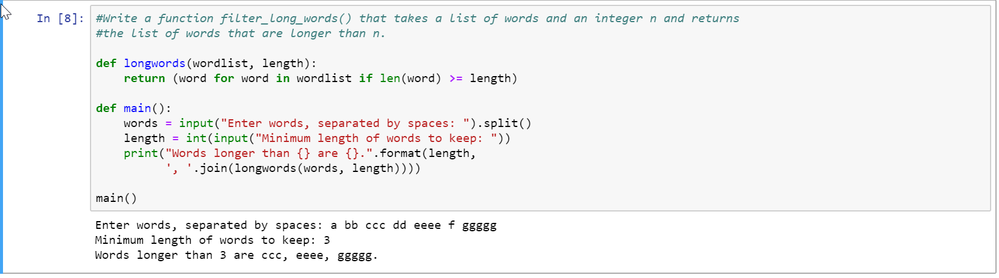 In [8]: #Write a function filter_long_words() that takes a list of words and an integer n and returns
#the list of words that are longer than n.

def longwords(wordlist, length):
    return (word for word in wordlist if len(word) >= length)

def main():
    words = input("Enter words, separated by spaces: ").split()
    length = int(input("Minimum length of words to keep: "))
    print("Words longer than {} are {}.".format(length,
          ', '.join(longwords(words, length))))

main()
Enter words, separated by spaces: a bb ccc dd eeee f ggggg
Minimum length of words to keep: 3
Words longer than 3 are ccc, eeee, ggggg.